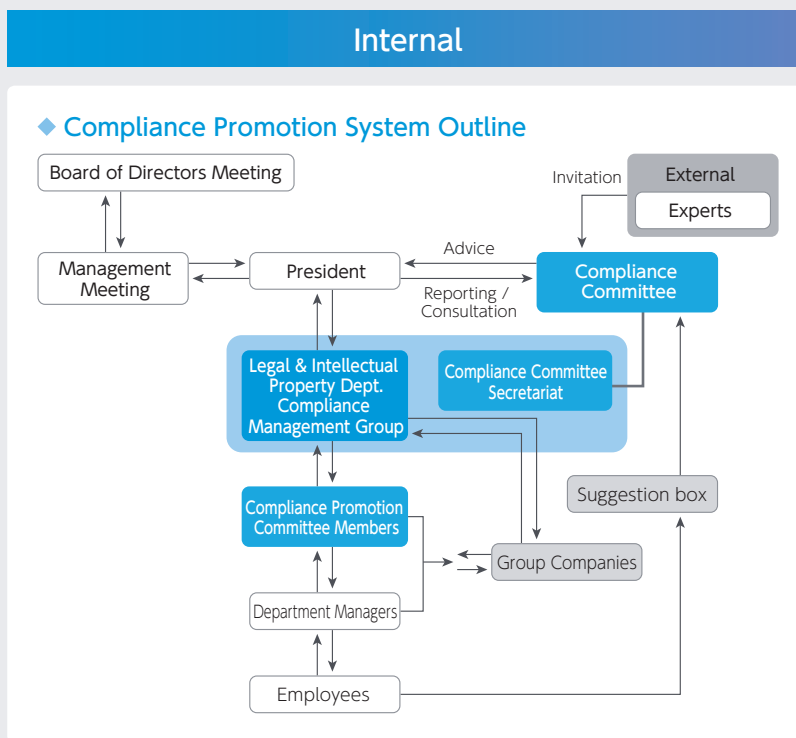 Internal
◆ Compliance Promotion System Outline
Board of Directors Meeting
Invitation
External
Experts
Management
Meeting
President
Advice
Reporting /
Consultation
Compliance
Committee
Legal & Intellectual
Property Dept.
Compliance
Management Group
Compliance Committee
Secretariat
Compliance Promotion
Committee Members
Suggestion box
Group Companies
Department Managers
Employees